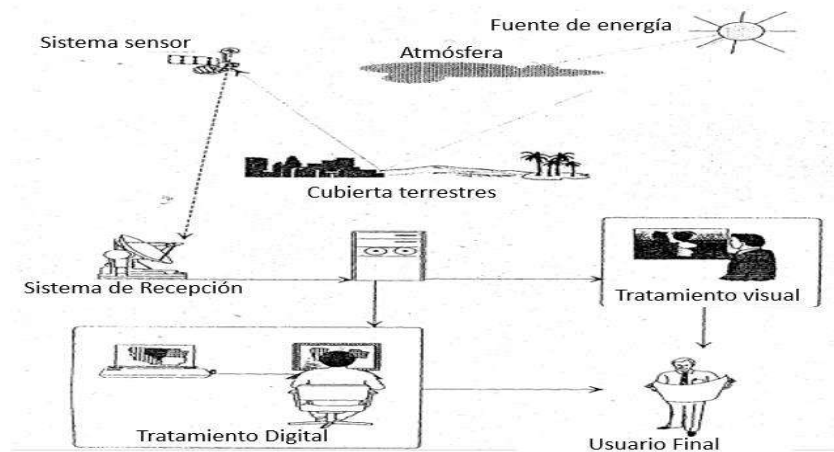 Fuente de energía
Sistema sensor
Atmósfera
Cubierta terrestres
Sistema de Recepción
Tratamiento visual
Tratamiento Digital
Usuario Final